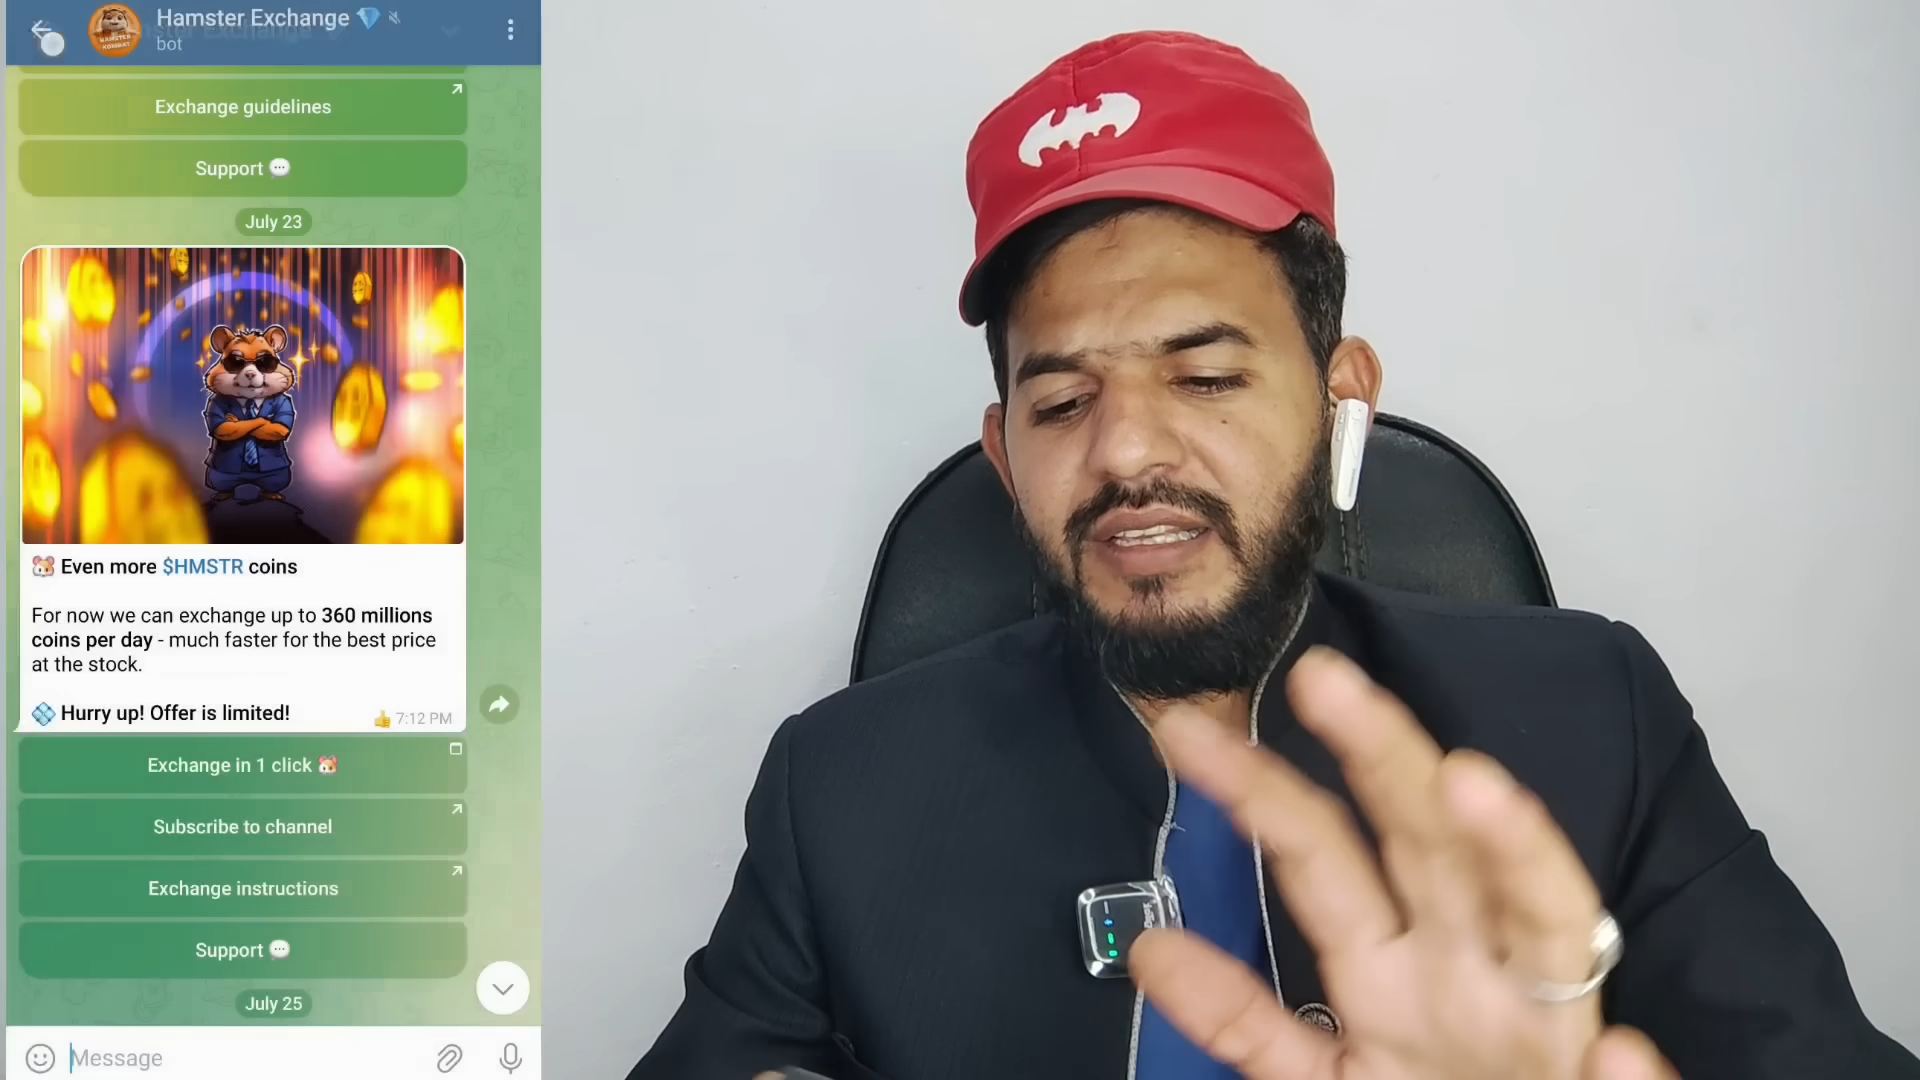 Hamster Exchange 💎
bot
HAMSTER
KOMBAT
Exchange guidelines
Support 💬
July 23
🐹 Even more $HMSTR coins
For now we can exchange up to 360 millions
coins per day - much faster for the best price
at the stock.
💠 Hurry up! Offer is limited!
👍 7:12 PM
Exchange in 1 click 🐹
Subscribe to channel
Exchange instructions
Support 💬
July 25
Message